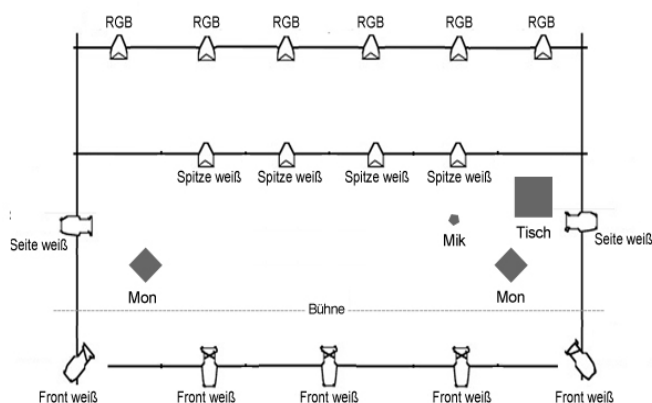 RGB RGB RGB RGB RGB RGB
Spitze weiß Spitze weiß Spitze weiß Spitze weiß
Seite weiß Mik Tisch Seite weiß
Mon Mon
Bühne
Front weiß Front weiß Front weiß Front weiß Front weiß